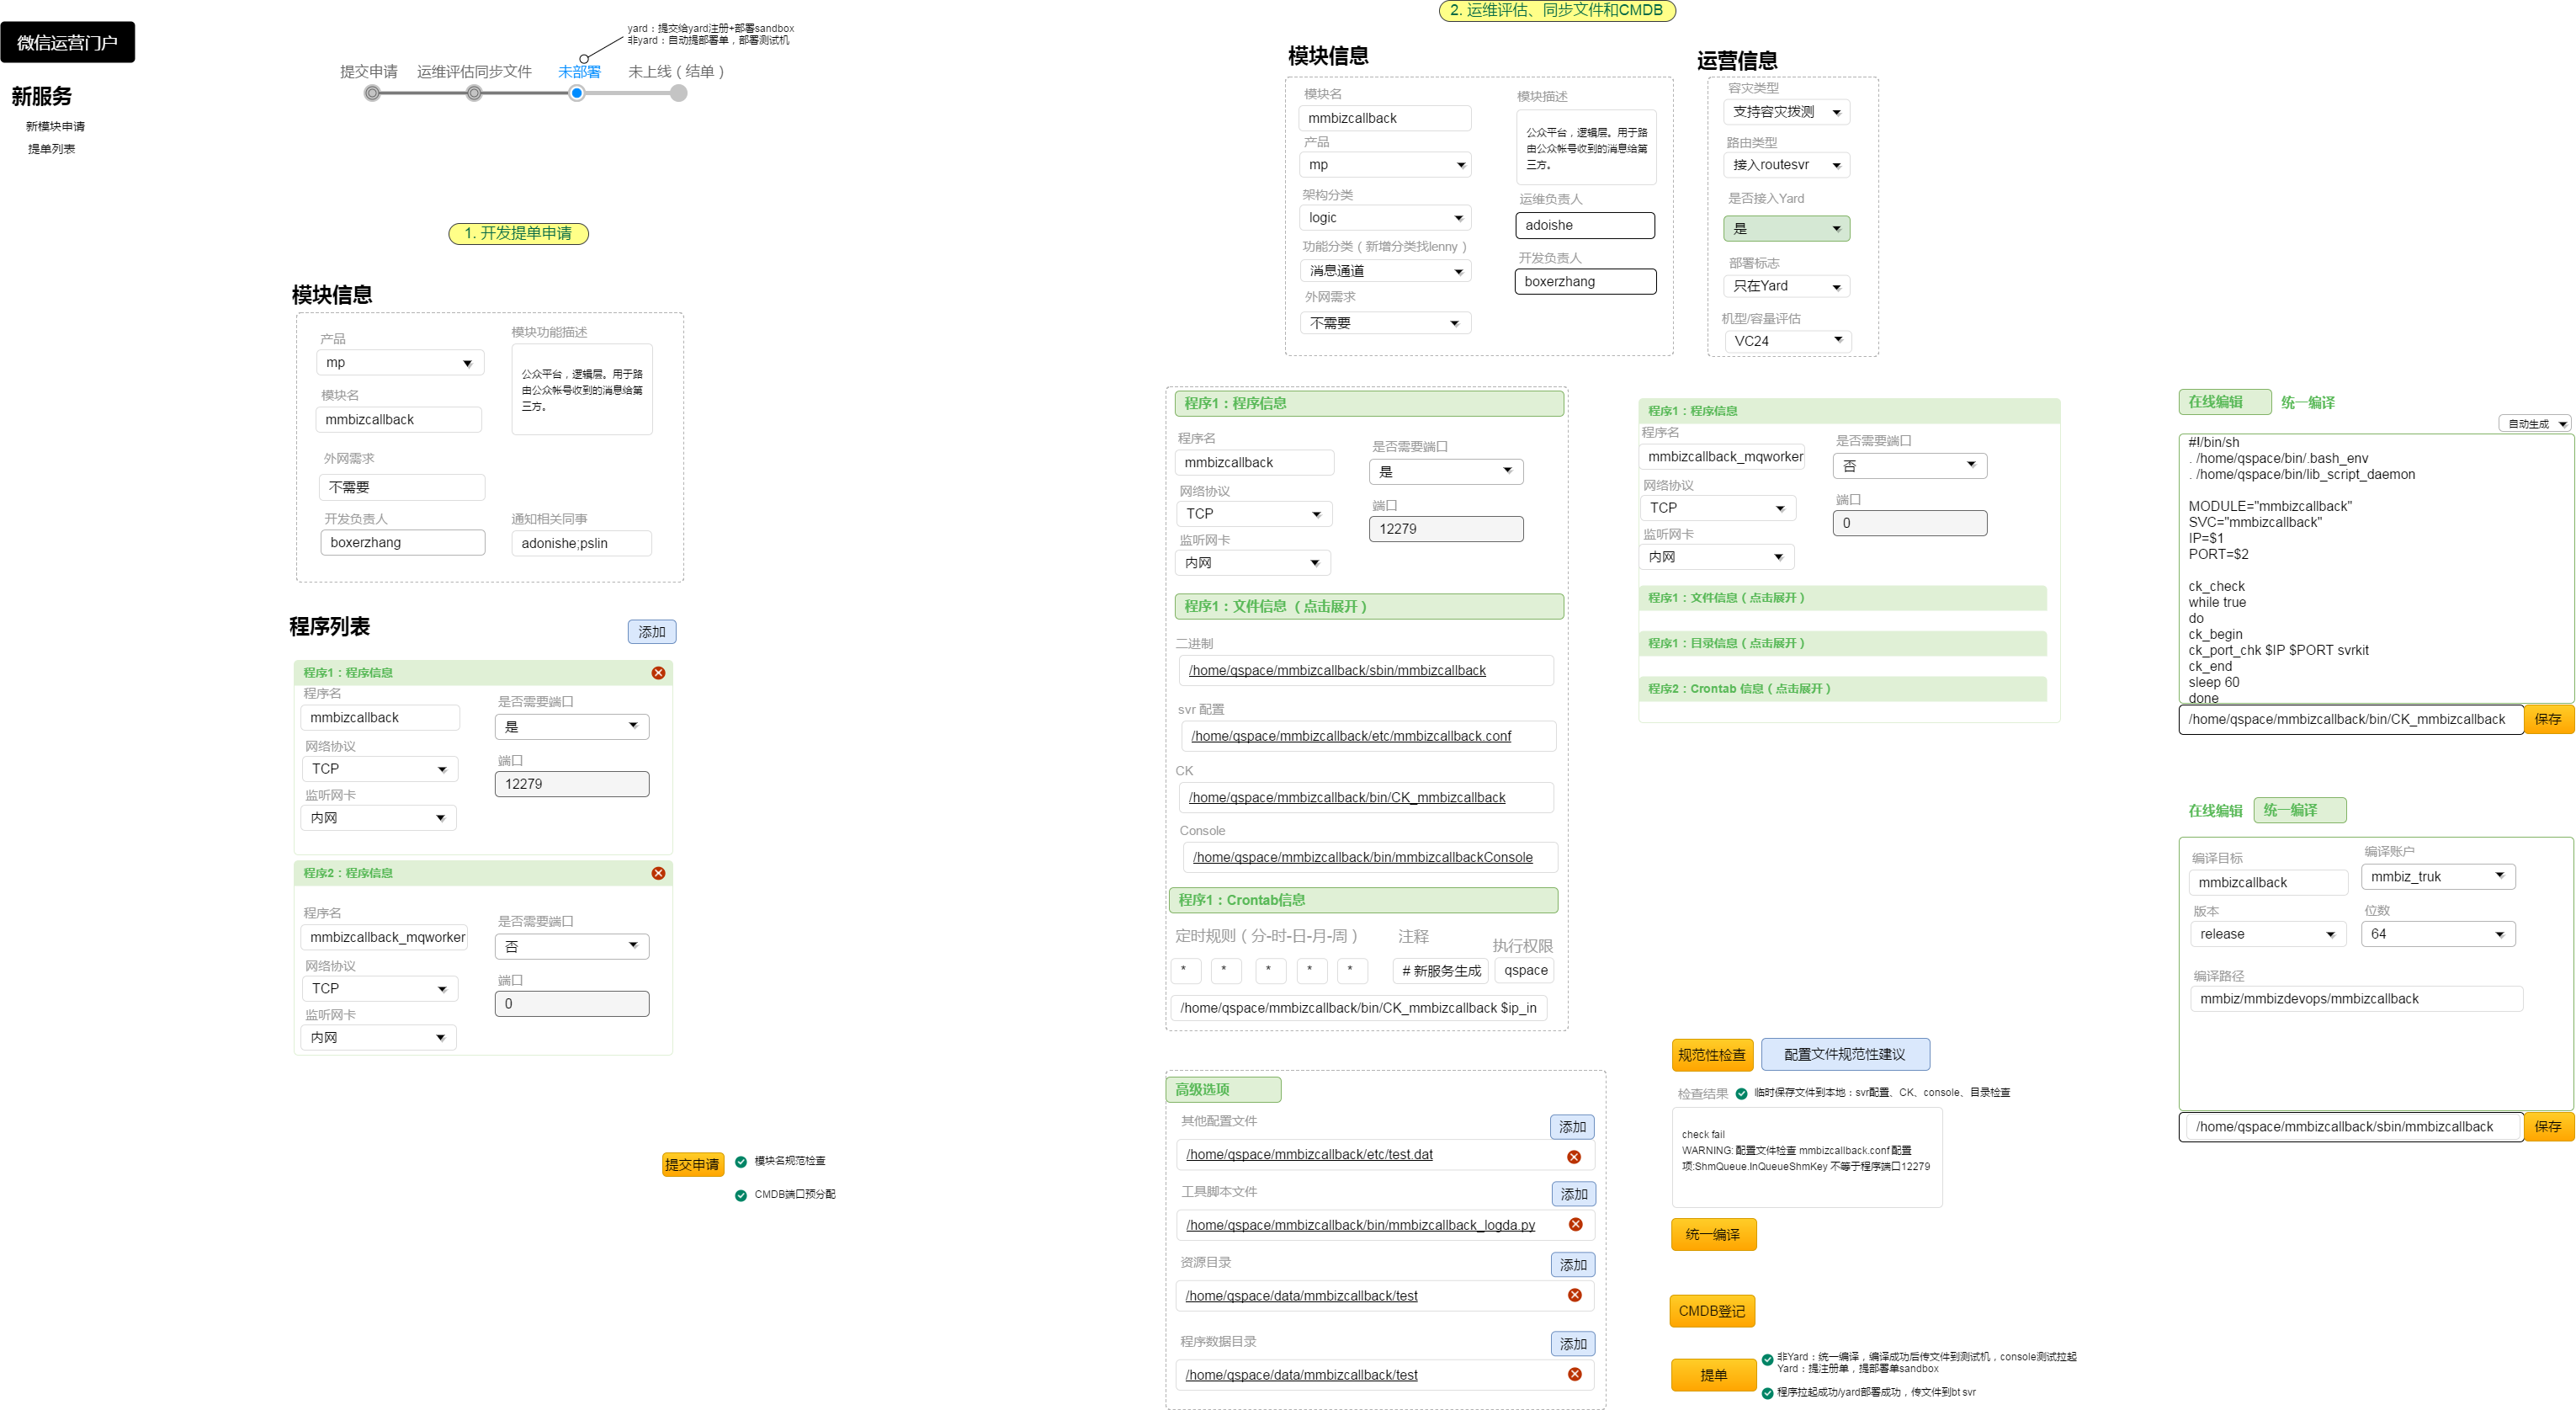 微信运营门户
新服务
新模块申请
提单列表
yard：提交给yard注册+部署sandbox
非yard：自动提部署单，部署测试机
提交申请
运维评估同步文件
未部署
未上线（结单）
1. 开发提单申请
模块信息
产品
mp
模块名
mmbizcallback
外网需求
不需要
开发负责人
boxerzhang
模块功能描述
公众平台，逻辑层。用于路
由公众帐号收到的消息给第
三方。
通知相关同事
adonishe;pslin
程序列表
添加
程序1：程序信息
程序名
mmbizcallback
是否需要端口
是
网络协议
TCP
端口
12279
监听网卡
内网
程序2：程序信息
程序名
mmbizcallback_mqworker
是否需要端口
否
网络协议
TCP
端口
0
监听网卡
内网
提交申请
模块名规范检查
CMDB端口预分配
2. 运维评估、同步文件和CMDB
模块信息
模块名
mmbizcallback
产品
mp
架构分类
logic
功能分类（新增分类找lenny）
消息通道
外网需求
不需要
模块描述
公众平台，逻辑层。用于路
由公众帐号收到的消息给第
三方。
运维负责人
adoishe
开发负责人
boxerzhang
运营信息
容灾类型
支持容灾拨测
路由类型
接入routesvr
是否接入Yard
是
部署标志
只在Yard
机型/容量评估
VC24
程序1：程序信息
程序名
mmbizcallback
是否需要端口
是
网络协议
TCP
端口
12279
监听网卡
内网
程序1：文件信息 （点击展开）
二进制
/home/qspace/mmbizcallback/sbin/mmbizcallback
svr 配置
/home/qspace/mmbizcallback/etc/mmbizcallback.conf
CK
/home/qspace/mmbizcallback/bin/CK_mmbizcallback
Console
/home/qspace/mmbizcallback/bin/mmbizcallbackConsole
程序1：Crontab信息
定时规则（分-时-日-月-周）
注释
执行权限
* * * * *
# 新服务生成
qspace
/home/qspace/mmbizcallback/bin/CK_mmbizcallback $ip_in
程序1：程序信息
程序名
mmbizcallback_mqworker
是否需要端口
否
网络协议
TCP
端口
0
监听网卡
内网
程序1：文件信息（点击展开）
程序1：目录信息（点击展开）
程序2：Crontab 信息（点击展开）
高级选项
其他配置文件
添加
/home/qspace/mmbizcallback/etc/test.dat
工具脚本文件
添加
/home/qspace/mmbizcallback/bin/mmbizcallback_logda.py
资源目录
添加
/home/qspace/data/mmbizcallback/test
程序数据目录
添加
/home/qspace/data/mmbizcallback/test
规范性检查
配置文件规范性建议
检查结果
临时保存文件到本地：svr配置、CK、console、目录检查
check fail
WARNING: 配置文件检查 mmbizcallback.conf 配置
项:ShmQueue.InQueueShmKey 不等于程序端口12279
统一编译
CMDB登记
提单
非Yard：统一编译，编译成功后传文件到测试机，console测试拉起
Yard：提注册单，提部署单sandbox
程序拉起成功/yard部署成功，传文件到bt svr
在线编辑
统一编译
自动生成
#!/bin/sh
. /home/qspace/bin/.bash_env
. /home/qspace/bin/lib_script_daemon
MODULE="mmbizcallback"
SVC="mmbizcallback"
IP=$1
PORT=$2
ck_check
while true
do
ck_begin
ck_port_chk $IP $PORT svrkit
ck_end
sleep 60
done
/home/qspace/mmbizcallback/bin/CK_mmbizcallback
保存
在线编辑
统一编译
编译目标
mmbizcallback
编译账户
mmbiz_truk
版本
release
位数
64
编译路径
mmbiz/mmbizdevops/mmbizcallback
/home/qspace/mmbizcallback/sbin/mmbizcallback
保存